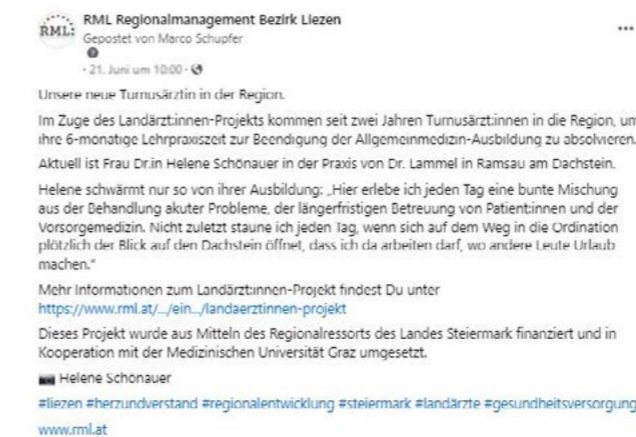 RML Regionalmanagement Bezirk Liezen
RML:
Gepostet von Marco Schupfer
· 21. Juni um 10:00 ·
Unsere neue Turnusärztin in der Region.
Im Zuge des Landärzt:innen-Projekts kommen seit zwei Jahren Turnusärzt:innen in die Region, um
ihre 6-monatige Lehrpraxiszeit zur Beendigung der Allgemeinmedizin-Ausbildung zu absolvieren.
Aktuell ist Frau Dr.in Helene Schönauer in der Praxis von Dr. Lammel in Ramsau am Dachstein.
Helene schwärmt nur so von ihrer Ausbildung: „Hier erlebe ich jeden Tag eine bunte Mischung
aus der Behandlung akuter Probleme, der längerfristigen Betreuung von Patient:innen und der
Vorsorgemedizin. Nicht zuletzt staune ich jeden Tag, wenn sich auf dem Weg in die Ordination
plötzlich der Blick auf den Dachstein öffnet, dass ich da arbeiten darf, wo andere Leute Urlaub
machen."
Mehr Informationen zum Landärzt:innen-Projekt findest Du unter
https://www.rml.at/.../ein.../landaerztinnen-projekt
Dieses Projekt wurde aus Mitteln des Regionalressorts des Landes Steiermark finanziert und in
Kooperation mit der Medizinischen Universität Graz umgesetzt.
📷 Helene Schönauer
#liezen #herzundverstand #regionalentwicklung #steiermark #landärzte #gesundheitsversorgung
www.rml.at